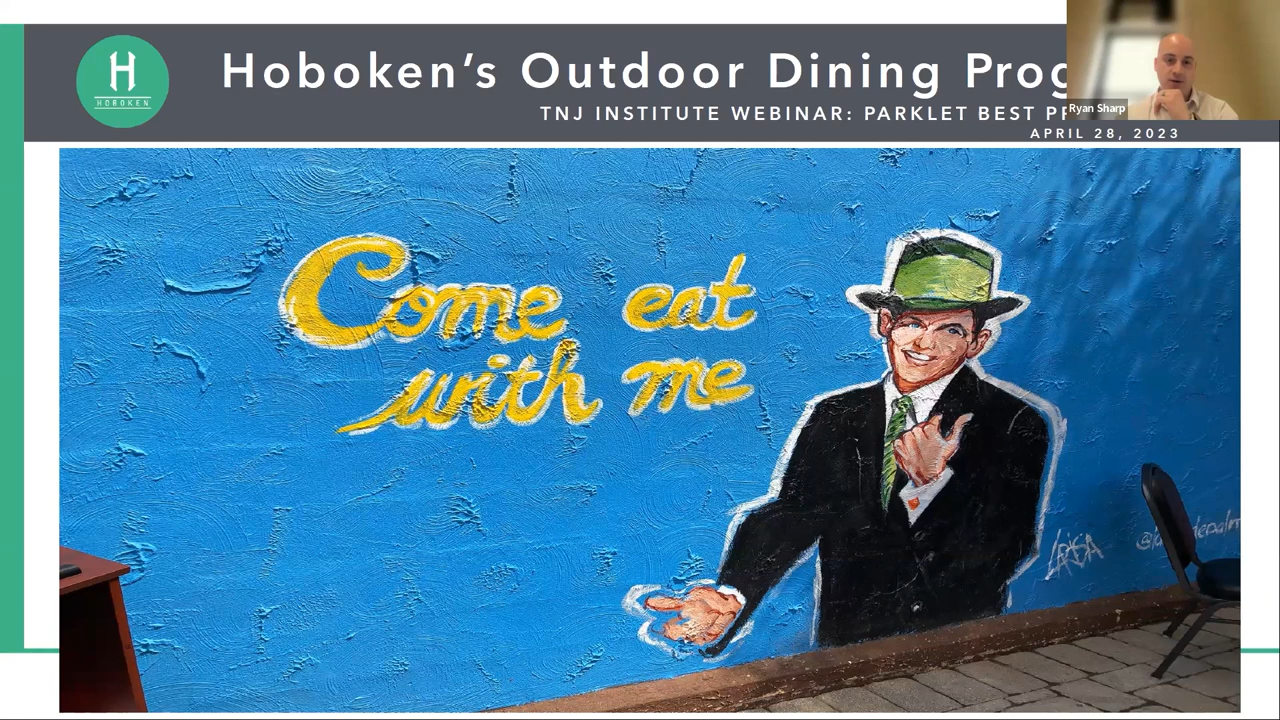 H
HOBOKEN
Hoboken's Outdoor Dining Prog
TNJ INSTITUTE WEBINAR: PARKLET BEST PR
Ryan Sharp
APRIL 28, 2023
Come eat
with me